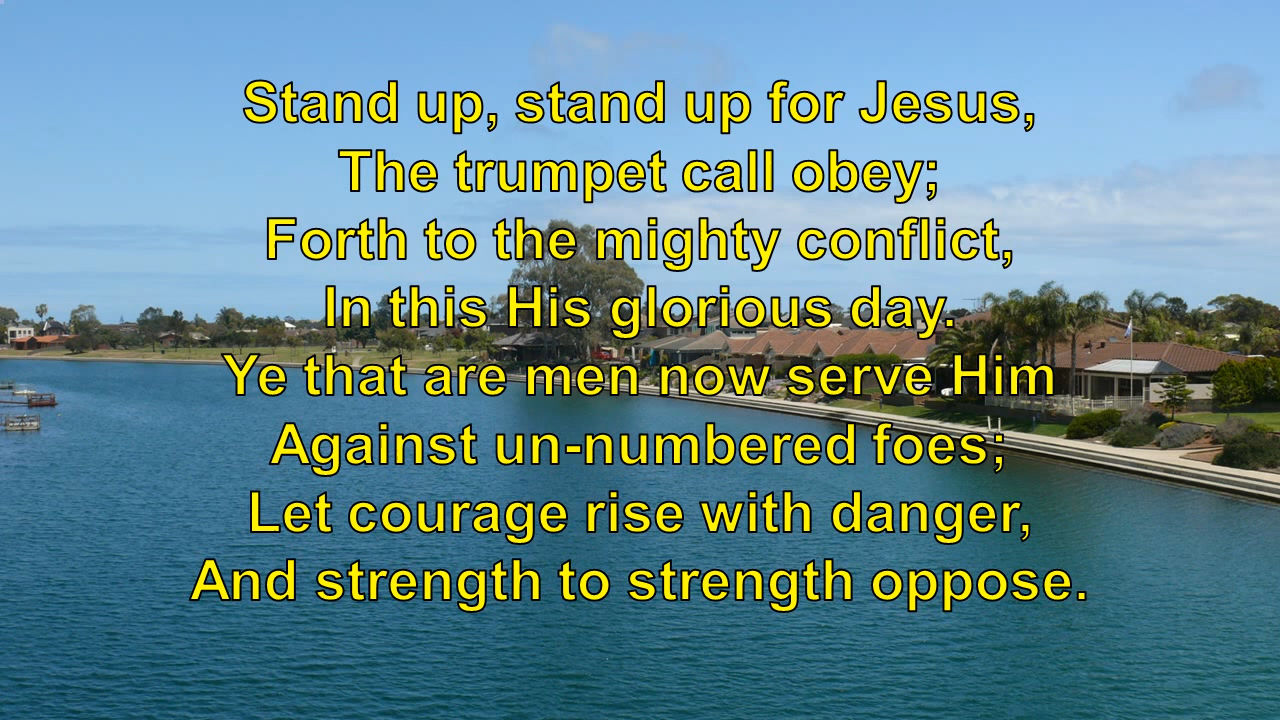 Stand up, stand up for Jesus,
The trumpet call obey;
Forth to the mighty conflict,
In this His glorious day.
Ye that are men now serve Him
Against un-numbered foes;
Let courage rise with danger,
And strength to strength oppose.